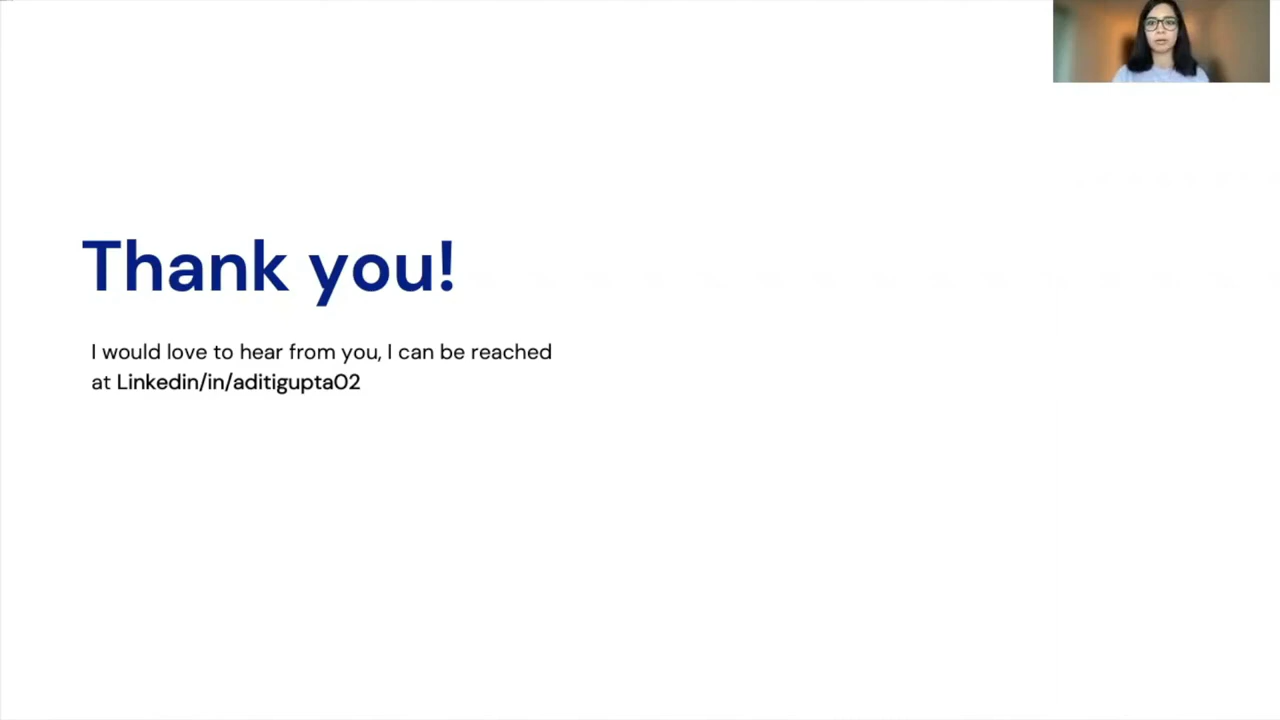 Thank you!
I would love to hear from you, I can be reached
at Linkedin/in/aditigupta02